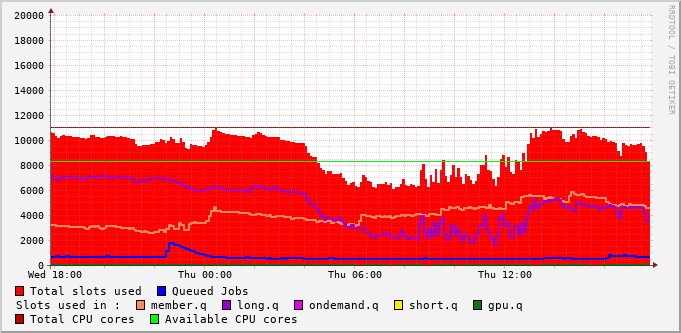 20000
18000
16000
14000
12000
10000
8000
6000
4000
2000
0
Wed 18:00 Thu 00:00 Thu 06:00 Thu 12:00
RRDTOOL / TOBI OETIKER
Total slots used Queued Jobs
Slots used in : member.q long.q ondemand.q short.q gpu.q
Total CPU cores Available CPU cores